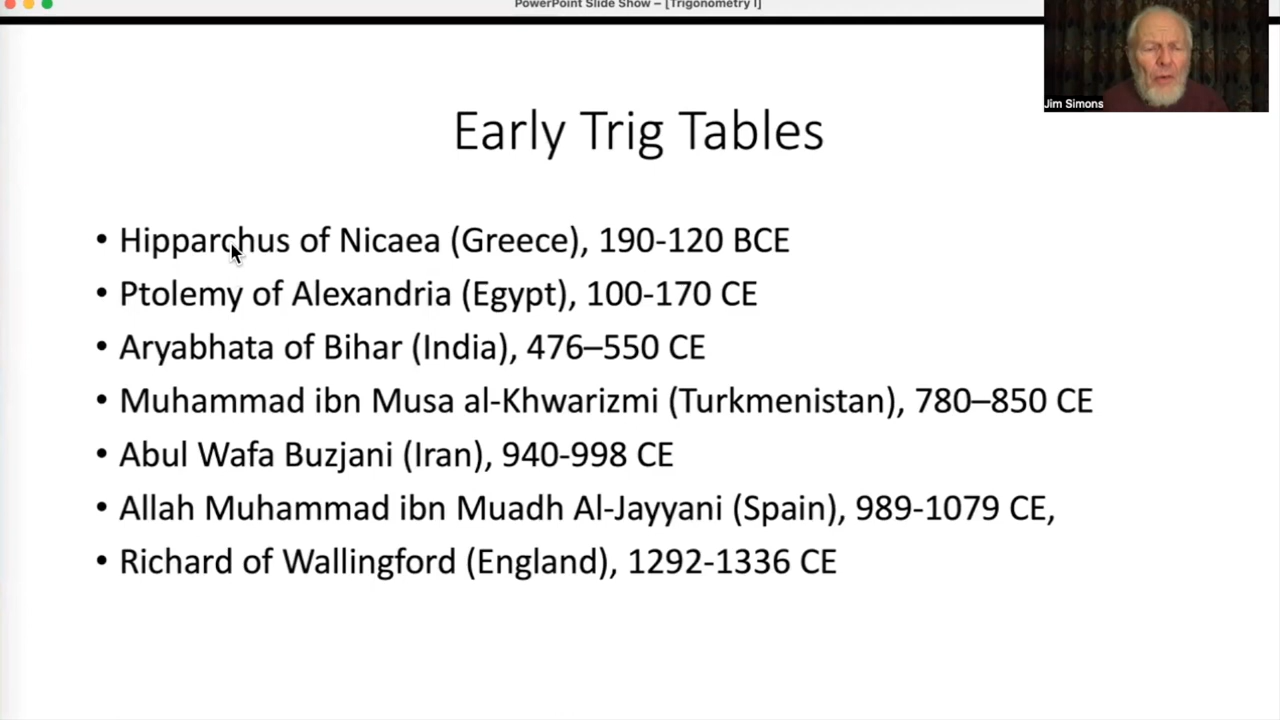 PowerPoint Slide Show – [Trigonometry I]
Jim Simons
Early Trig Tables
• Hipparchus of Nicaea (Greece), 190-120 BCE
• Ptolemy of Alexandria (Egypt), 100-170 CE
• Aryabhata of Bihar (India), 476–550 CE
• Muhammad ibn Musa al-Khwarizmi (Turkmenistan), 780–850 CE
• Abul Wafa Buzjani (Iran), 940-998 CE
• Allah Muhammad ibn Muadh Al-Jayyani (Spain), 989-1079 CE,
• Richard of Wallingford (England), 1292-1336 CE